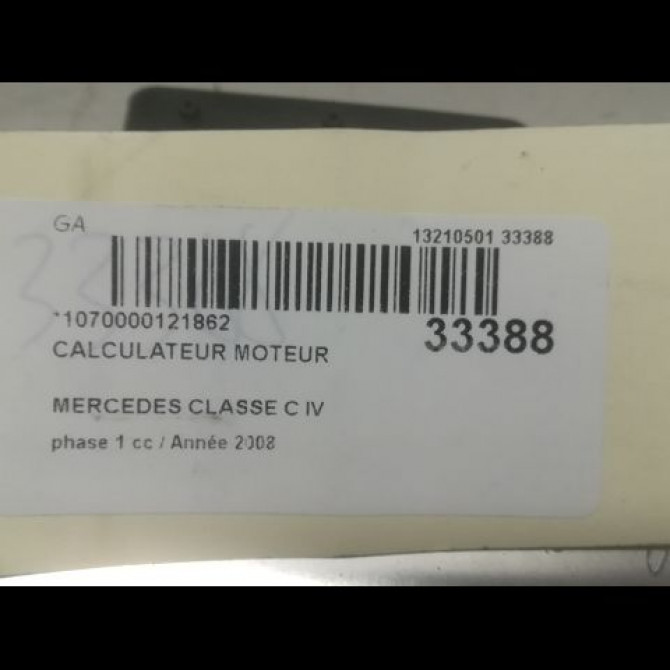 GA
13210501 33388
*1070000121862
33388
CALCULATEUR MOTEUR
MERCEDES CLASSE C IV
phase 1 cc / Année 2008